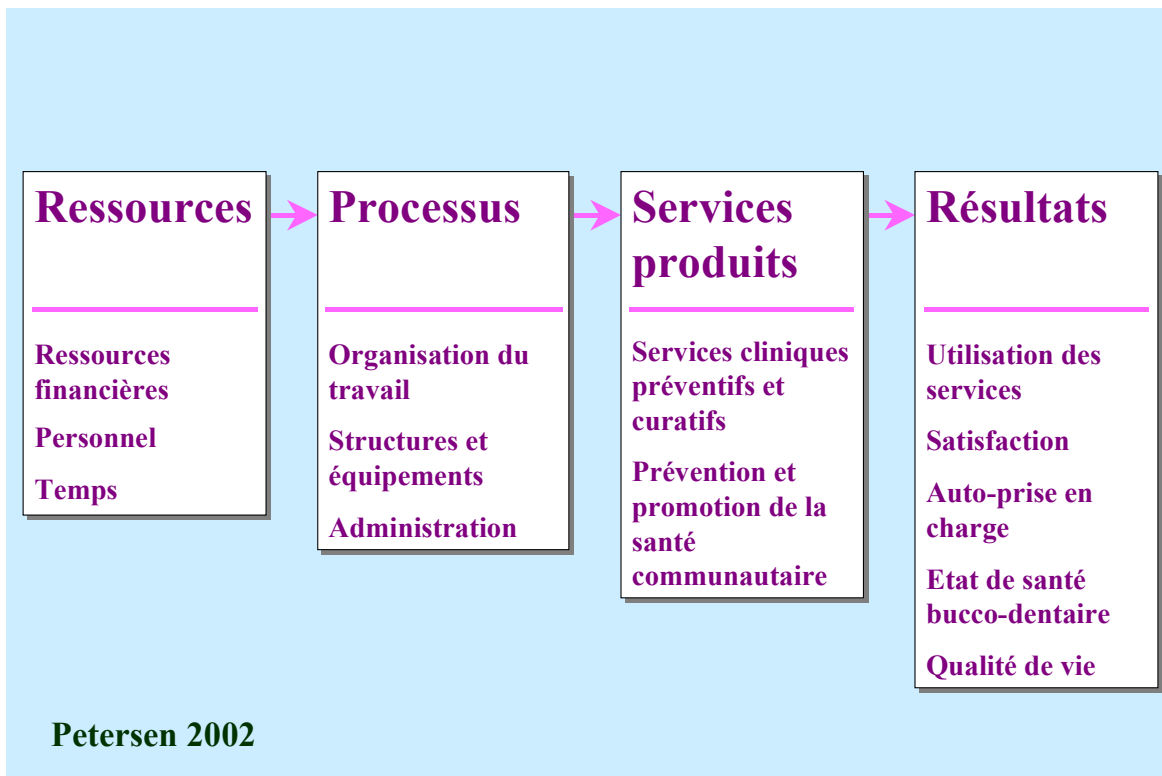 Ressources
Ressources
financières
Personnel
Temps
Processus
Organisation du
travail
Structures et
équipements
Administration
Services
produits
Services cliniques
préventifs et
curatifs
Prévention et
promotion de la
santé
communautaire
Résultats
Utilisation des
services
Satisfaction
Auto-prise en
charge
Etat de santé
bucco-dentaire
Qualité de vie
Petersen 2002